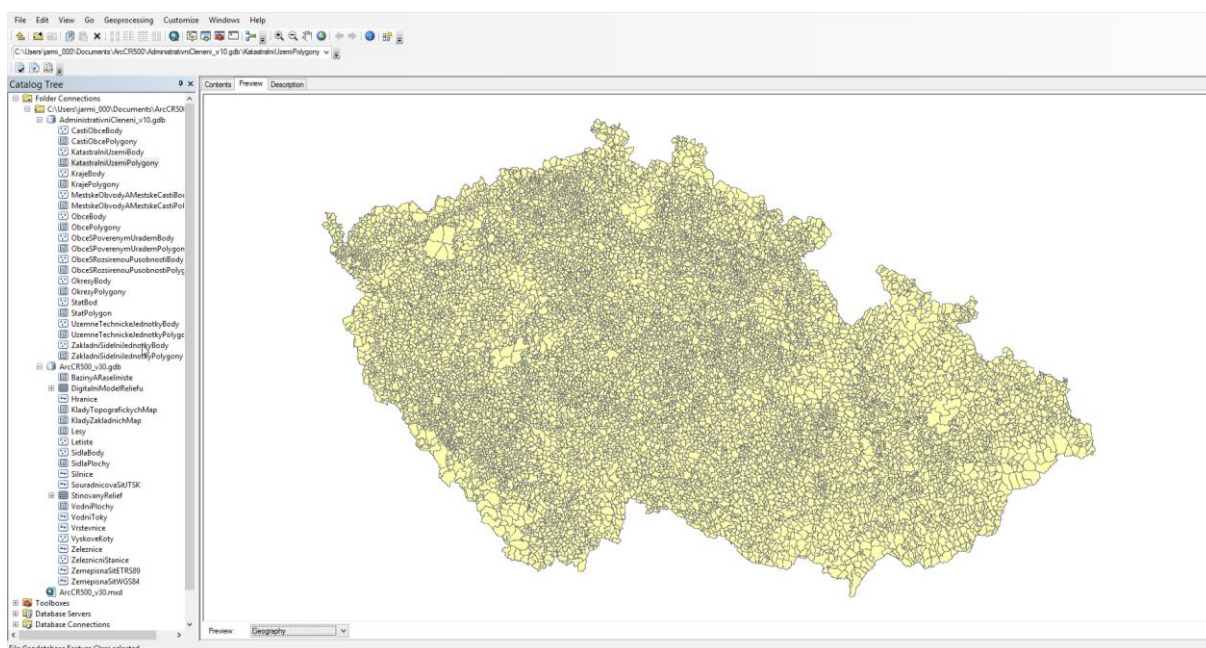 File Edit View Go Geoprocessing Customize Windows Help
C:\Users\jarmi_000\Documents\ArcCR500\AdministrativniCleneni_v10.gdb\KatastralniUzemiPolygony
Catalog Tree
Contents Preview Description
Folder Connections
C:\Users\jarmi_000\Documents\ArcCR50
AdministrativniCleneni_v10.gdb
CastiObceBody
CastiObcePolygony
KatastralniUzemiBody
KatastralniUzemiPolygony
KrajeBody
KrajePolygony
MestskeObvodyAMestskeCastiBo
MestskeObvodyAMestskeCastiPol
ObceBody
ObcePolygony
ObceSPoverenymUrademBody
ObceSPoverenymUrademPolygon
ObceSRozsirenouPusobnostiBody
ObceSRozsirenouPusobnostiPolyg
OkresyBody
OkresyPolygony
StatBod
StatPolygon
UzemneTechnickeJednotkyBody
UzemneTechnickeJednotkyPolygo
ZakladniSidelniJednotkyBody
ZakladniSidelniJednotkyPolygony
ArcCR500_v30.gdb
BazinyARaseliniste
DigitalniModelReliefu
Hranice
KladyTopografickychMap
KladyZakladnichMap
Lesy
Letiste
SidlaBody
SidlaPlochy
Silnice
SouradnicovaSitJTSK
StinovanyRelief
VodniPlochy
VodniToky
Vrstevnice
VyskoveKoty
Zeleznice
ZeleznicniStanice
ZemepisnaSitETRS89
ZemepisnaSitWGS84
ArcCR500_v30.mxd
Toolboxes
Database Servers
Database Connections
Preview: Geography
File Geodatabase Feature Class selected